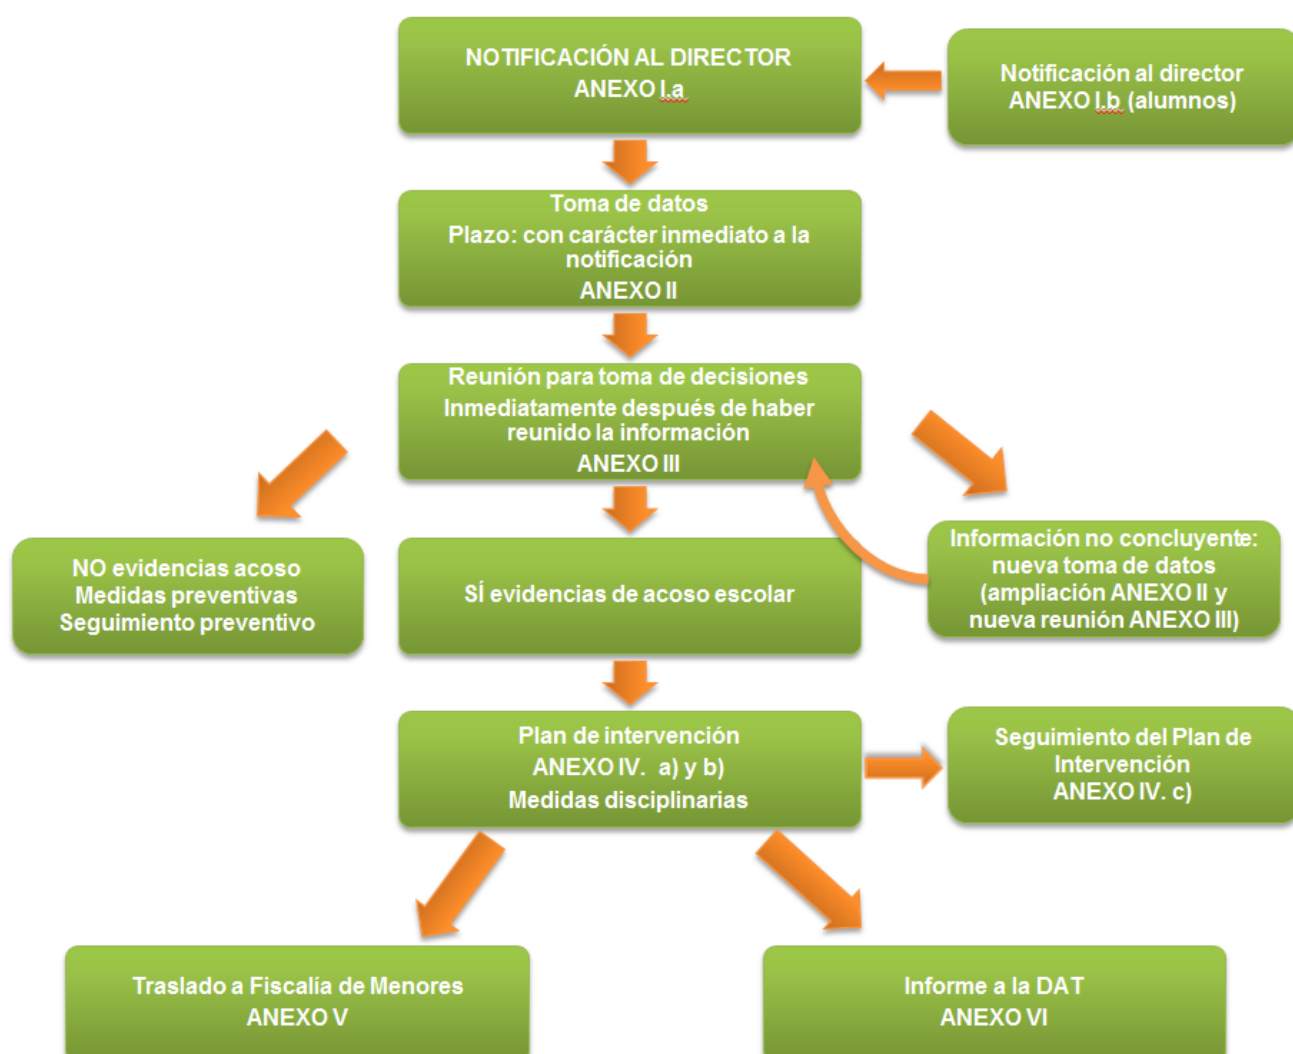 NOTIFICACIÓN AL DIRECTOR
ANEXO I.a
Notificación al director
ANEXO I.b (alumnos)
Toma de datos
Plazo: con carácter inmediato a la
notificación
ANEXO II
Reunión para toma de decisiones
Inmediatamente después de haber
reunido la información
ANEXO III
NO evidencias acoso
Medidas preventivas
Seguimiento preventivo
SÍ evidencias de acoso escolar
Información no concluyente:
nueva toma de datos
(ampliación ANEXO II y
nueva reunión ANEXO III)
Plan de intervención
ANEXO IV. a) y b)
Medidas disciplinarias
Seguimiento del Plan de
Intervención
ANEXO IV. c)
Traslado a Fiscalía de Menores
ANEXO V
Informe a la DAT
ANEXO VI